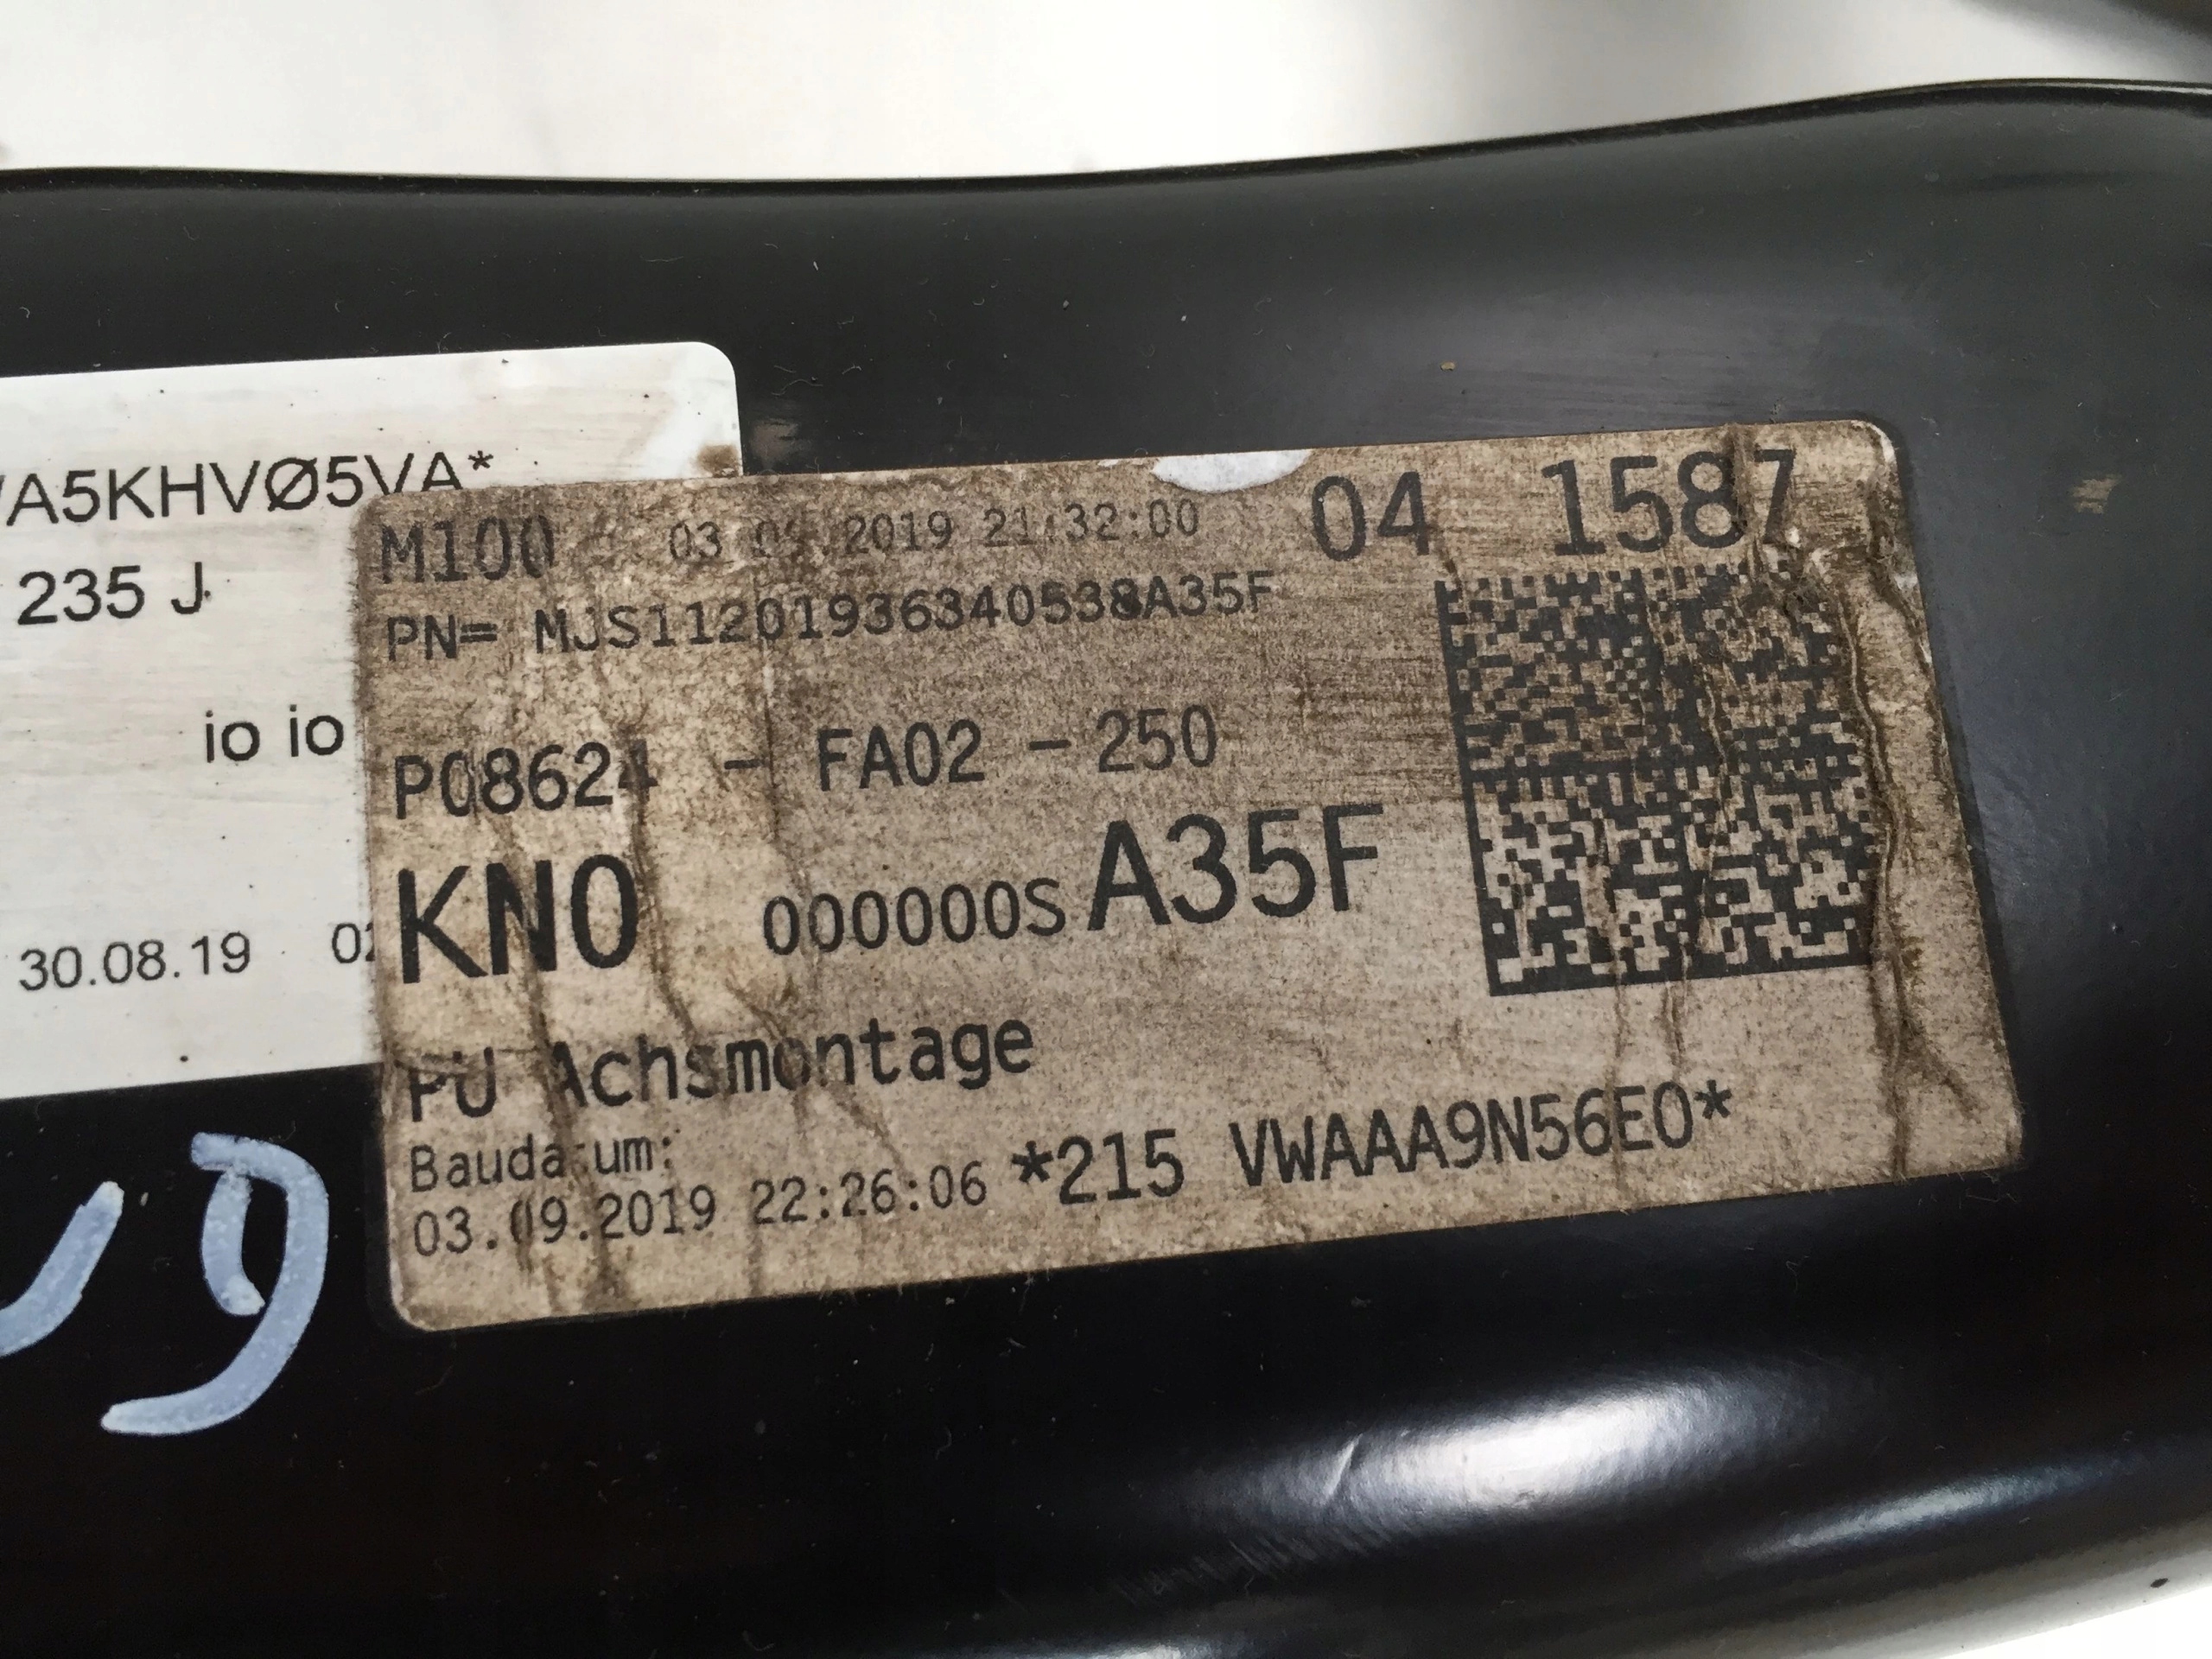 A5KHVØ5VA*
235 J
io io
30.08.19
M100 03.09.2019 21:32:00 04 1587
PN= MJS11201936340538A35F
P08624 - FA02 - 250
KN0 000000S A35F
PU Achsmontage
Baudatum:
03.09.2019 22:26:06 *215 VWAAA9N56E0*
9